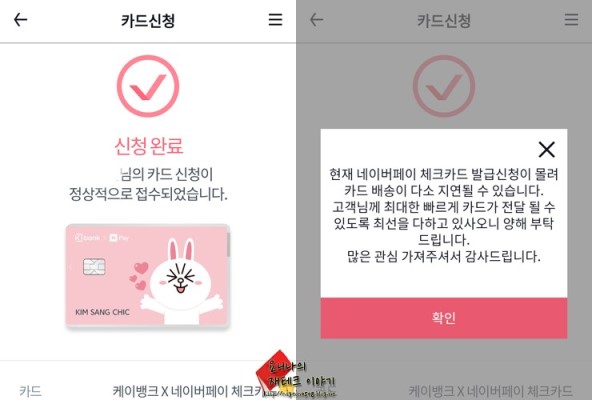 카드신청
신청 완료
님의 카드 신청이
정상적으로 접수되었습니다.
bank × Pay
KIM SANG CHIC
카드
케이뱅크 X 네이버페이 체크카드
카드신청
현재 네이버페이 체크카드 발급신청이 몰려
카드 배송이 다소 지연될 수 있습니다.
고객님께 최대한 빠르게 카드가 전달 될 수
있도록 최선을 다하고 있사오니 양해 부탁
드립니다.
많은 관심 가져주셔서 감사드립니다.
확인
케이뱅크 X 네이버페이 체크카드
재테크 이야기